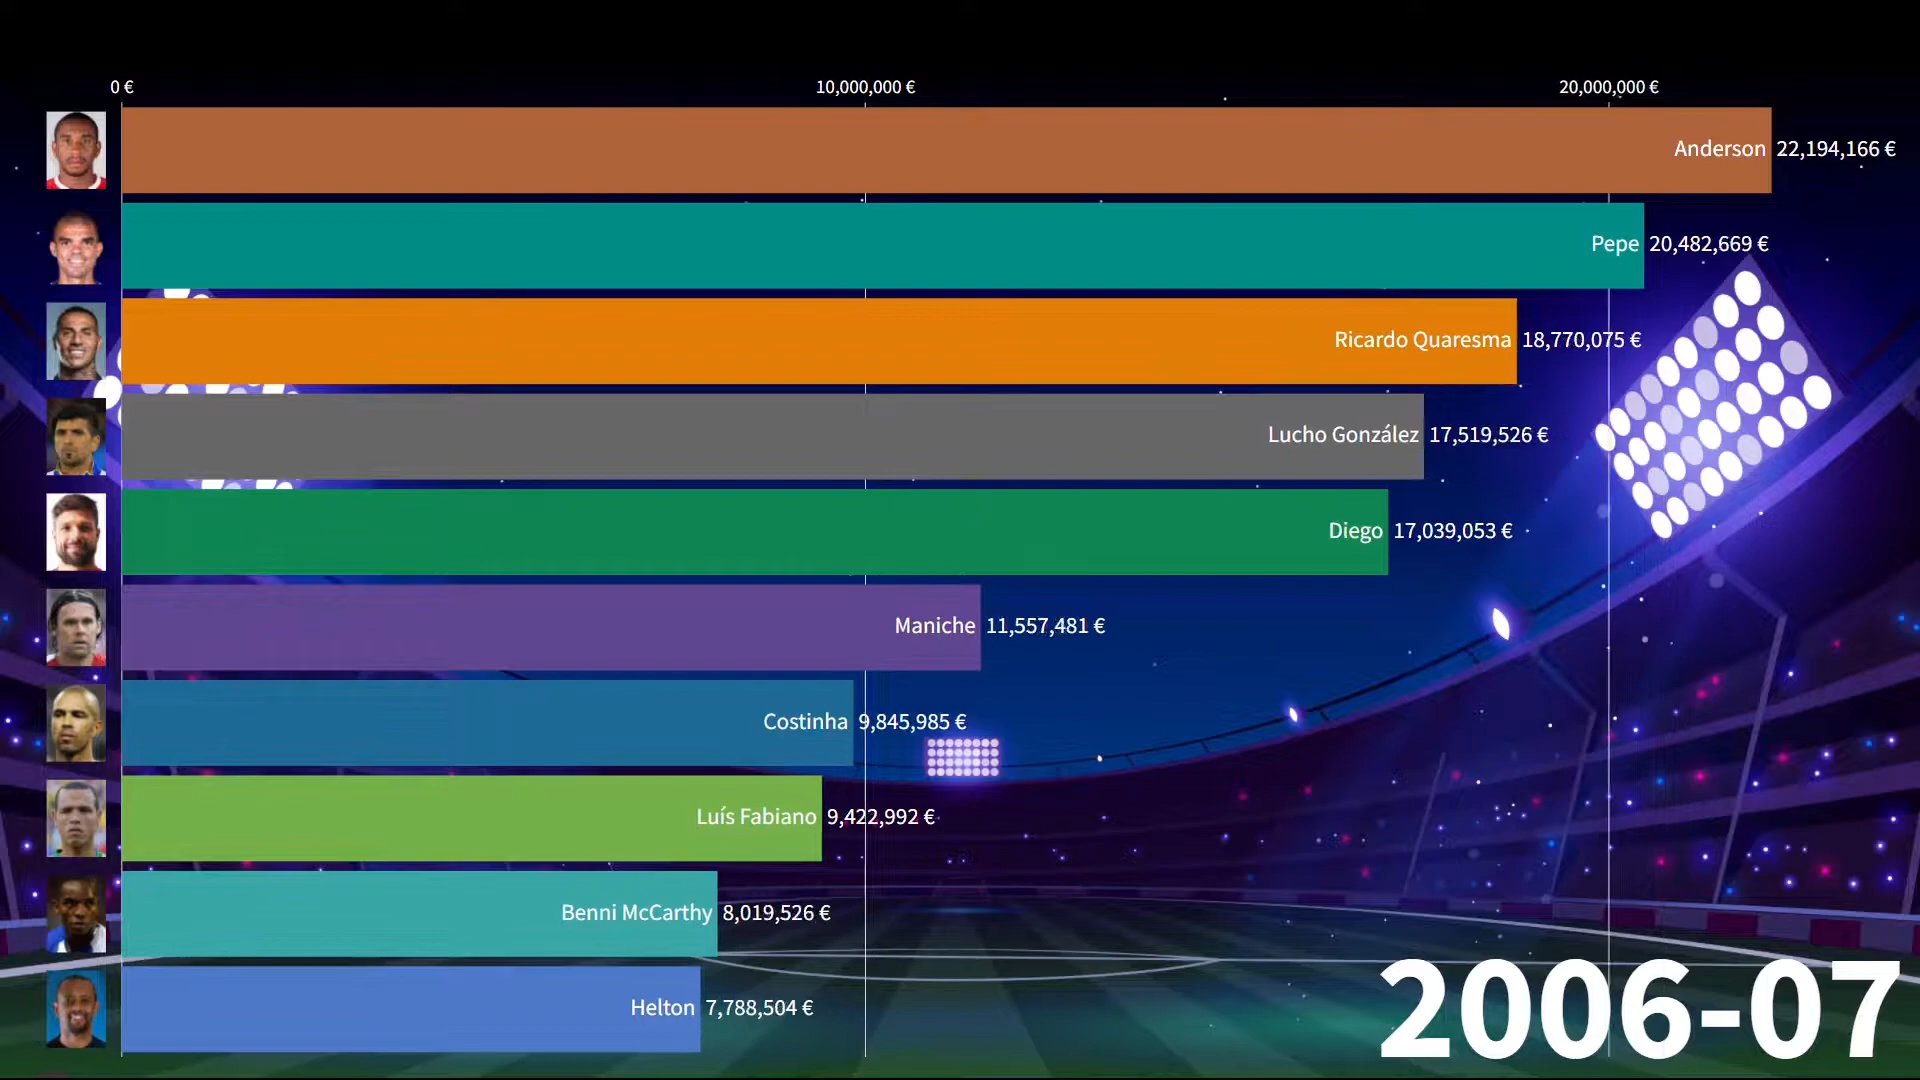 0 €
10,000,000 €
20,000,000 €
Anderson 22,194,166 €
Pepe 20,482,669 €
Ricardo Quaresma 18,770,075 €
Lucho González 17,519,526 €
Diego 17,039,053 €
Maniche 11,557,481 €
Costinha 9,845,985 €
Luís Fabiano 9,422,992 €
Benni McCarthy 8,019,526 €
Helton 7,788,504 €
2006-07